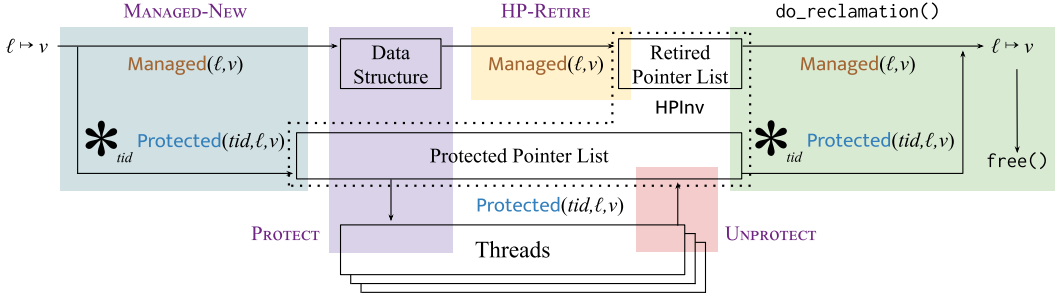 MANAGED-NEW
HP-RETIRE
do_reclamation()
ℓ ↦ v
Data
Structure
Retired
Pointer List
ℓ ↦ v
Managed(ℓ,v)
Managed(ℓ,v)
Managed(ℓ,v)
HPInv
* tid Protected(tid,ℓ,v)
Protected Pointer List
* tid Protected(tid,ℓ,v)
free()
Protected(tid,ℓ,v)
PROTECT
UNPROTECT
Threads